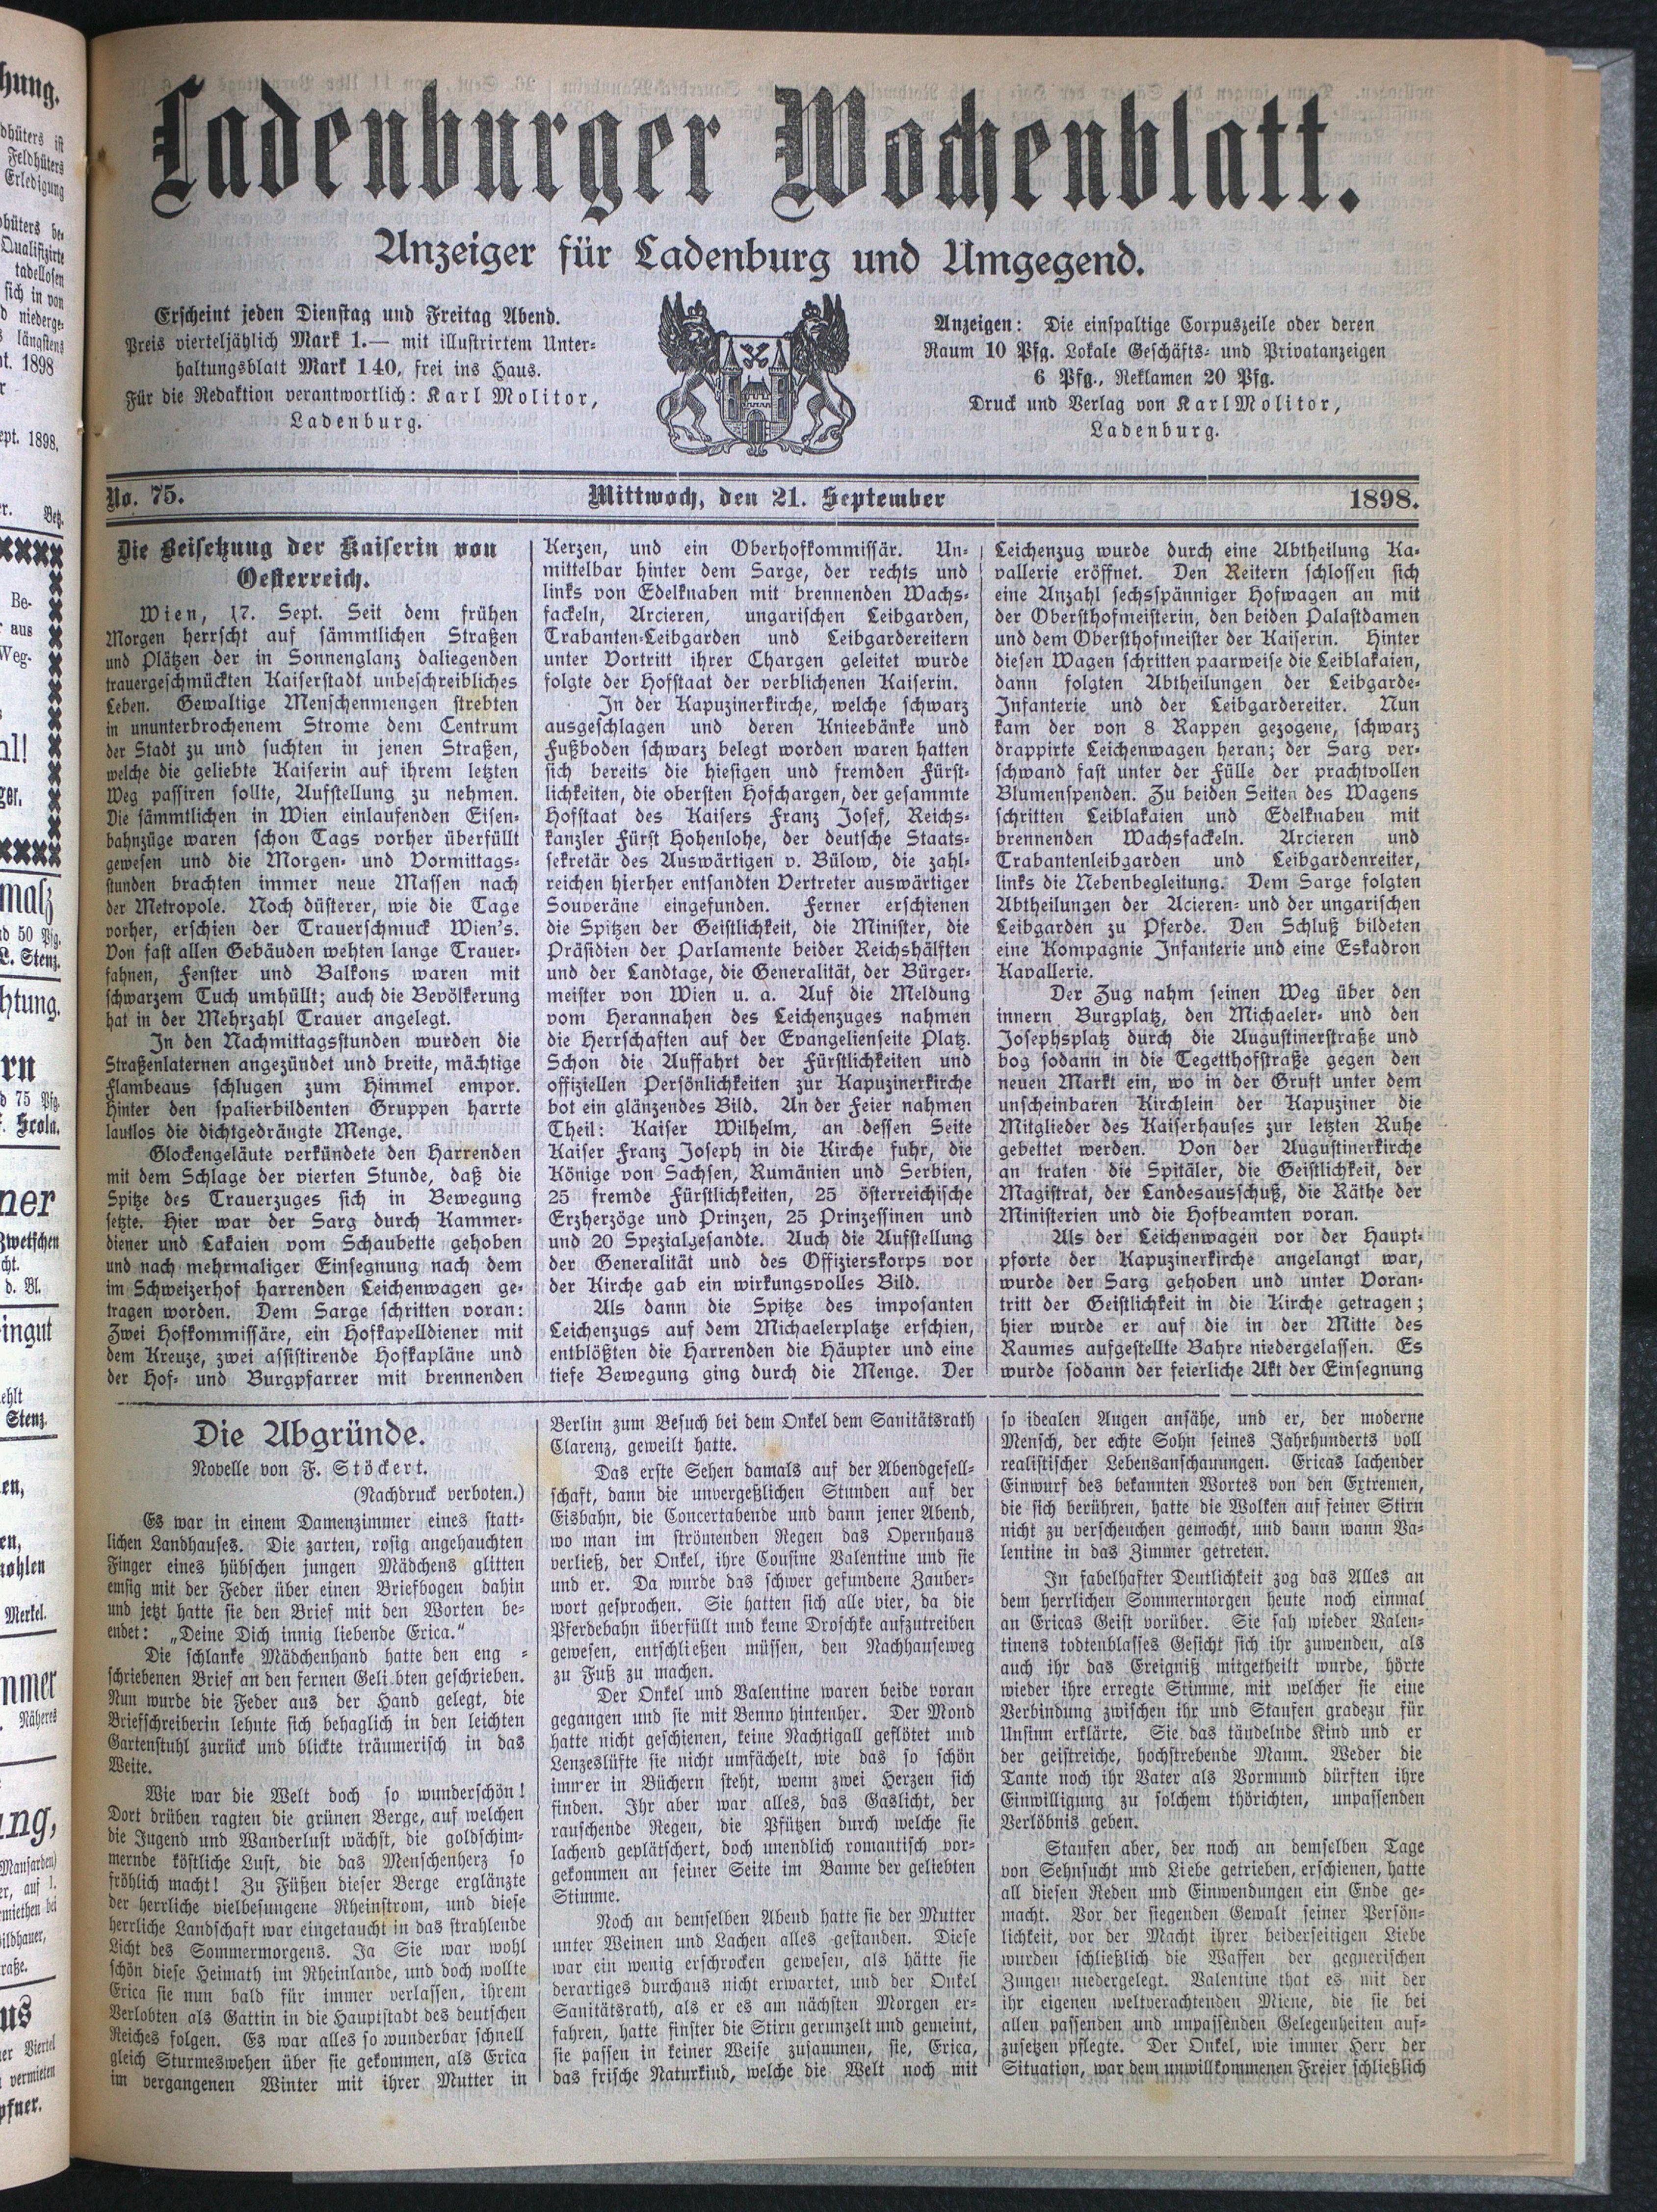 Ladenburger Wochenblatt.
Anzeiger für Ladenburg und Umgegend.
Erscheint jeden Dienstag und Freitag Abend.
Preis vierteljährlich Mark 1.— mit illustrirtem Unter-
haltungsblatt Mark 1 40, frei ins Haus.
Für die Redaktion verantwortlich: Karl Molitor,
Ladenburg.
Anzeigen: Die einspaltige Corpuszeile oder deren
Raum 10 Pfg. Lokale Geschäfts- und Privatanzeigen
6 Pfg., Reklamen 20 Pfg.
Druck und Verlag von Karl Molitor,
Ladenburg.
No. 75. Mittwoch, den 21. September 1898.
Die Beisetzung der Kaiserin von
Oesterreich.
Wien, 17. Sept. Seit dem frühen
Morgen herrscht auf sämmtlichen Straßen
und Plätzen der in Sonnenglanz daliegenden
trauergeschmückten Kaiserstadt unbeschreibliches
Leben. Gewaltige Menschenmengen strebten
in ununterbrochenem Strome dem Centrum
der Stadt zu und suchten in jenen Straßen,
welche die geliebte Kaiserin auf ihrem letzten
Weg passiren sollte, Aufstellung zu nehmen.
Die sämmtlichen in Wien einlaufenden Eisen-
bahnzüge waren schon Tags vorher überfüllt
gewesen und die Morgen- und Vormittags-
stunden brachten immer neue Massen nach
der Metropole. Noch düsterer, wie die Tage
vorher, erschien der Trauerschmuck Wien's.
Von fast allen Gebäuden wehten lange Trauer-
fahnen, Fenster und Balkons waren mit
schwarzem Tuch umhüllt; auch die Bevölkerung
hat in der Mehrzahl Trauer angelegt.
In den Nachmittagsstunden wurden die
Straßenlaternen angezündet und breite, mächtige
Flambeaus schlugen zum Himmel empor.
Hinter den spalierbildenten Gruppen harrte
lautlos die dichtgedrängte Menge.
Glockengeläute verkündete den Harrenden
mit dem Schlage der vierten Stunde, daß die
Spitze des Trauerzuges sich in Bewegung
setzte. Hier war der Sarg durch Kammer-
diener und Lakaien vom Schaubette gehoben
und nach mehrmaliger Einsegnung nach dem
im Schweizerhof harrenden Leichenwagen ge-
tragen worden. Dem Sarge schritten voran:
Zwei Hofkommissäre, ein Hofkapelldiener mit
dem Kreuze, zwei assistirende Hofkapläne und
der Hof- und Burgpfarrer mit brennenden
Kerzen, und ein Oberhofkommissär. Un-
mittelbar hinter dem Sarge, der rechts und
links von Edelknaben mit brennenden Wachs-
fackeln, Arcieren, ungarischen Leibgarden,
Trabanten-Leibgarden und Leibgardereitern
unter Vortritt ihrer Chargen geleitet wurde
folgte der Hofstaat der verblichenen Kaiserin.
In der Kapuzinerkirche, welche schwarz
ausgeschlagen und deren Kniebänke und
Fußboden schwarz belegt worden waren hatten
sich bereits die hiesigen und fremden Fürst-
lichkeiten, die obersten Hofchargen, der gesammte
Hofstaat des Kaisers Franz Josef, Reichs-
kanzler Fürst Hohenlohe, der deutsche Staats-
sekretär des Auswärtigen v. Bülow, die zahl-
reichen hierher entsandten Vertreter auswärtiger
Souveräne eingefunden. Ferner erschienen
die Spitzen der Geistlichkeit, die Minister, die
Präsidien der Parlamente beider Reichshälften
und der Landtage, die Generalität, der Bürger-
meister von Wien u. a. Auf die Meldung
vom Herannahen des Leichenzuges nahmen
die Herrschaften auf der Evangelienseite Platz.
Schon die Auffahrt der Fürstlichkeiten und
offiziellen Persönlichkeiten zur Kapuzinerkirche
bot ein glänzendes Bild. An der Feier nahmen
Theil: Kaiser Wilhelm, an dessen Seite
Kaiser Franz Joseph in die Kirche fuhr, die
Könige von Sachsen, Rumänien und Serbien,
25 fremde Fürstlichkeiten, 25 österreichische
Erzherzöge und Prinzen, 25 Prinzessinen und
und 20 Spezialgesandte. Auch die Aufstellung
der Generalität und des Offizierskorps vor
der Kirche gab ein wirkungsvolles Bild.
Als dann die Spitze des imposanten
Leichenzugs auf dem Michaelerplatze erschien,
entblößten die Harrenden die Häupter und eine
tiefe Bewegung ging durch die Menge. Der
Leichenzug wurde durch eine Abtheilung Ka-
vallerie eröffnet. Den Reitern schlossen sich
eine Anzahl sechsspänniger Hofwagen an mit
der Obersthofmeisterin, den beiden Palastdamen
und dem Obersthofmeister der Kaiserin. Hinter
diesen Wagen schritten paarweise die Leiblakaien,
dann folgten Abtheilungen der Leibgarde-
Infanterie und der Leibgardereiter. Nun
kam der von 8 Rappen gezogene, schwarz
drappirte Leichenwagen heran; der Sarg ver-
schwand fast unter der Fülle der prachtvollen
Blumenspenden. Zu beiden Seiten des Wagens
schritten Leiblakaien und Edelknaben mit
brennenden Wachsfackeln. Arcieren und
Trabantenleibgarden und Leibgardenreiter,
links die Nebenbegleitung. Dem Sarge folgten
Abtheilungen der Acieren- und der ungarischen
Leibgarden zu Pferde. Den Schluß bildeten
eine Kompagnie Infanterie und eine Eskadron
Kavallerie.
Der Zug nahm seinen Weg über den
innern Burgplatz, den Michaeler- und den
Josephsplatz durch die Augustinerstraße und
bog sodann in die Tegetthofstraße gegen den
neuen Markt ein, wo in der Gruft unter dem
unscheinbaren Kirchlein der Kapuziner die
Mitglieder des Kaiserhauses zur letzten Ruhe
gebettet werden. Von der Augustinerkirche
an traten die Spitäler, die Geistlichkeit, der
Magistrat, der Landesausschuß, die Räthe der
Ministerien und die Hofbeamten voran.
Als der Leichenwagen vor der Haupt-
pforte der Kapuzinerkirche angelangt war,
wurde der Sarg gehoben und unter Voran-
tritt der Geistlichkeit in die Kirche getragen;
hier wurde er auf die in der Mitte des
Raumes aufgestellte Bahre niedergelassen. Es
wurde sodann der feierliche Akt der Einsegnung
Die Abgründe.
Novelle von F. Stöckert.
(Nachdruck verboten.)
Es war in einem Damenzimmer eines statt-
lichen Landhauses. Die zarten, rosig angehauchten
Finger eines hübschen jungen Mädchens glitten
emsig mit der Feder über einen Briefbogen dahin
und jetzt hatte sie den Brief mit den Worten be-
endet: „Deine Dich innig liebende Erica."
Die schlanke Mädchenhand hatte den eng -
schriebenen Brief an den fernen Geli bten geschrieben.
Nun wurde die Feder aus der Hand gelegt, die
Briefschreiberin lehnte sich behaglich in den leichten
Gartenstuhl zurück und blickte träumerisch in das
Weite.
Wie war die Welt doch so wunderschön!
Dort drüben ragten die grünen Berge, auf welchen
die Jugend und Wanderlust wächst, die goldschim-
mernde köstliche Lust, die das Menschenherz so
fröhlich macht! Zu Füßen dieser Berge erglänzte
der herrliche vielbesungene Rheinstrom, und diese
herrliche Landschaft war eingetaucht in das strahlende
Licht des Sommermorgens. Ja Sie war wohl
schön diese Heimath im Rheinlande, und doch wollte
Erica sie nun bald für immer verlassen, ihrem
Verlobten als Gattin in die Hauptstadt des deutschen
Reiches folgen. Es war alles so wunderbar schnell
gleich Sturmeswehen über sie gekommen, als Erica
im vergangenen Winter mit ihrer Mutter in
Berlin zum Besuch bei dem Onkel dem Sanitätsrath
Clarenz, geweilt hatte.
Das erste Sehen damals auf der Abendgesell-
schaft, dann die unvergeßlichen Stunden auf der
Eisbahn, die Concertabende und dann jener Abend,
wo man im strömenden Regen das Opernhaus
verließ, der Onkel, ihre Cousine Valentine und sie
und er. Da wurde das schwer gefundene Zauber-
wort gesprochen. Sie hatten sich alle vier, da die
Pferdebahn überfüllt und keine Droschke aufzutreiben
gewesen, entschließen müssen, den Nachhauseweg
zu Fuß zu machen.
Der Onkel und Valentine waren beide voran
gegangen und sie mit Benno hintenher. Der Mond
hatte nicht geschienen, keine Nachtigall geflötet und
Lenzeslüfte sie nicht umfächelt, wie das so schön
immer in Büchern steht, wenn zwei Herzen sich
finden. Ihr aber war alles, das Gaslicht, der
rauschende Regen, die Pfützen durch welche sie
lachend geplätschert, doch unendlich romantisch vor-
gekommen an seiner Seite im Banne der geliebten
Stimme.
Noch an demselben Abend hatte sie der Mutter
unter Weinen und Lachen alles gestanden. Diese
war ein wenig erschrocken gewesen, als hätte sie
derartiges durchaus nicht erwartet, und der Onkel
Sanitätsrath, als er es am nächsten Morgen er-
fahren, hatte finster die Stirn gerunzelt und gemeint,
sie passen in keiner Weise zusammen, sie, Erica,
das frische Naturkind, welche die Welt noch mit
so idealen Augen ansähe, und er, der moderne
Mensch, der echte Sohn seines Jahrhunderts voll
realistischer Lebensanschauungen. Ericas lachender
Einwurf des bekannten Wortes von den Extremen,
die sich berühren, hatte die Wolken auf seiner Stirn
nicht zu verscheuchen gemocht, und dann wann Va-
lentine in das Zimmer getreten.
In fabelhafter Deutlichkeit zog das Alles an
dem herrlichen Sommermorgen heute noch einmal
an Ericas Geist vorüber. Sie sah wieder Valen-
tinens todtenblasses Gesicht sich ihr zuwenden, als
auch ihr das Ereigniß mitgetheilt wurde, hörte
wieder ihre erregte Stimme, mit welcher sie eine
Verbindung zwischen ihr und Staufen gradezu für
Unsinn erklärte. Sie das tändelnde Kind und er
der geistreiche, hochstrebende Mann. Weder die
Tante noch ihr Vater als Vormund dürften ihre
Einwilligung zu solchem thörichten, unpassenden
Verlöbnis geben.
Staufen aber, der noch an demselben Tage
von Sehnsucht und Liebe getrieben, erschienen, hatte
all diesen Reden und Einwendungen ein Ende ge-
macht. Vor der siegenden Gewalt seiner Persön-
lichkeit, vor der Macht ihrer beiderseitigen Liebe
wurden schließlich die Waffen der gegnerischen
Zungen niedergelegt. Valentine that es mit der
ihr eigenen weltverachtenden Miene, die sie bei
allen passenden und unpassenden Gelegenheiten auf-
zusetzen pflegte. Der Onkel, wie immer Herr der
Situation, war dem unwillkommenen Freier schließlich